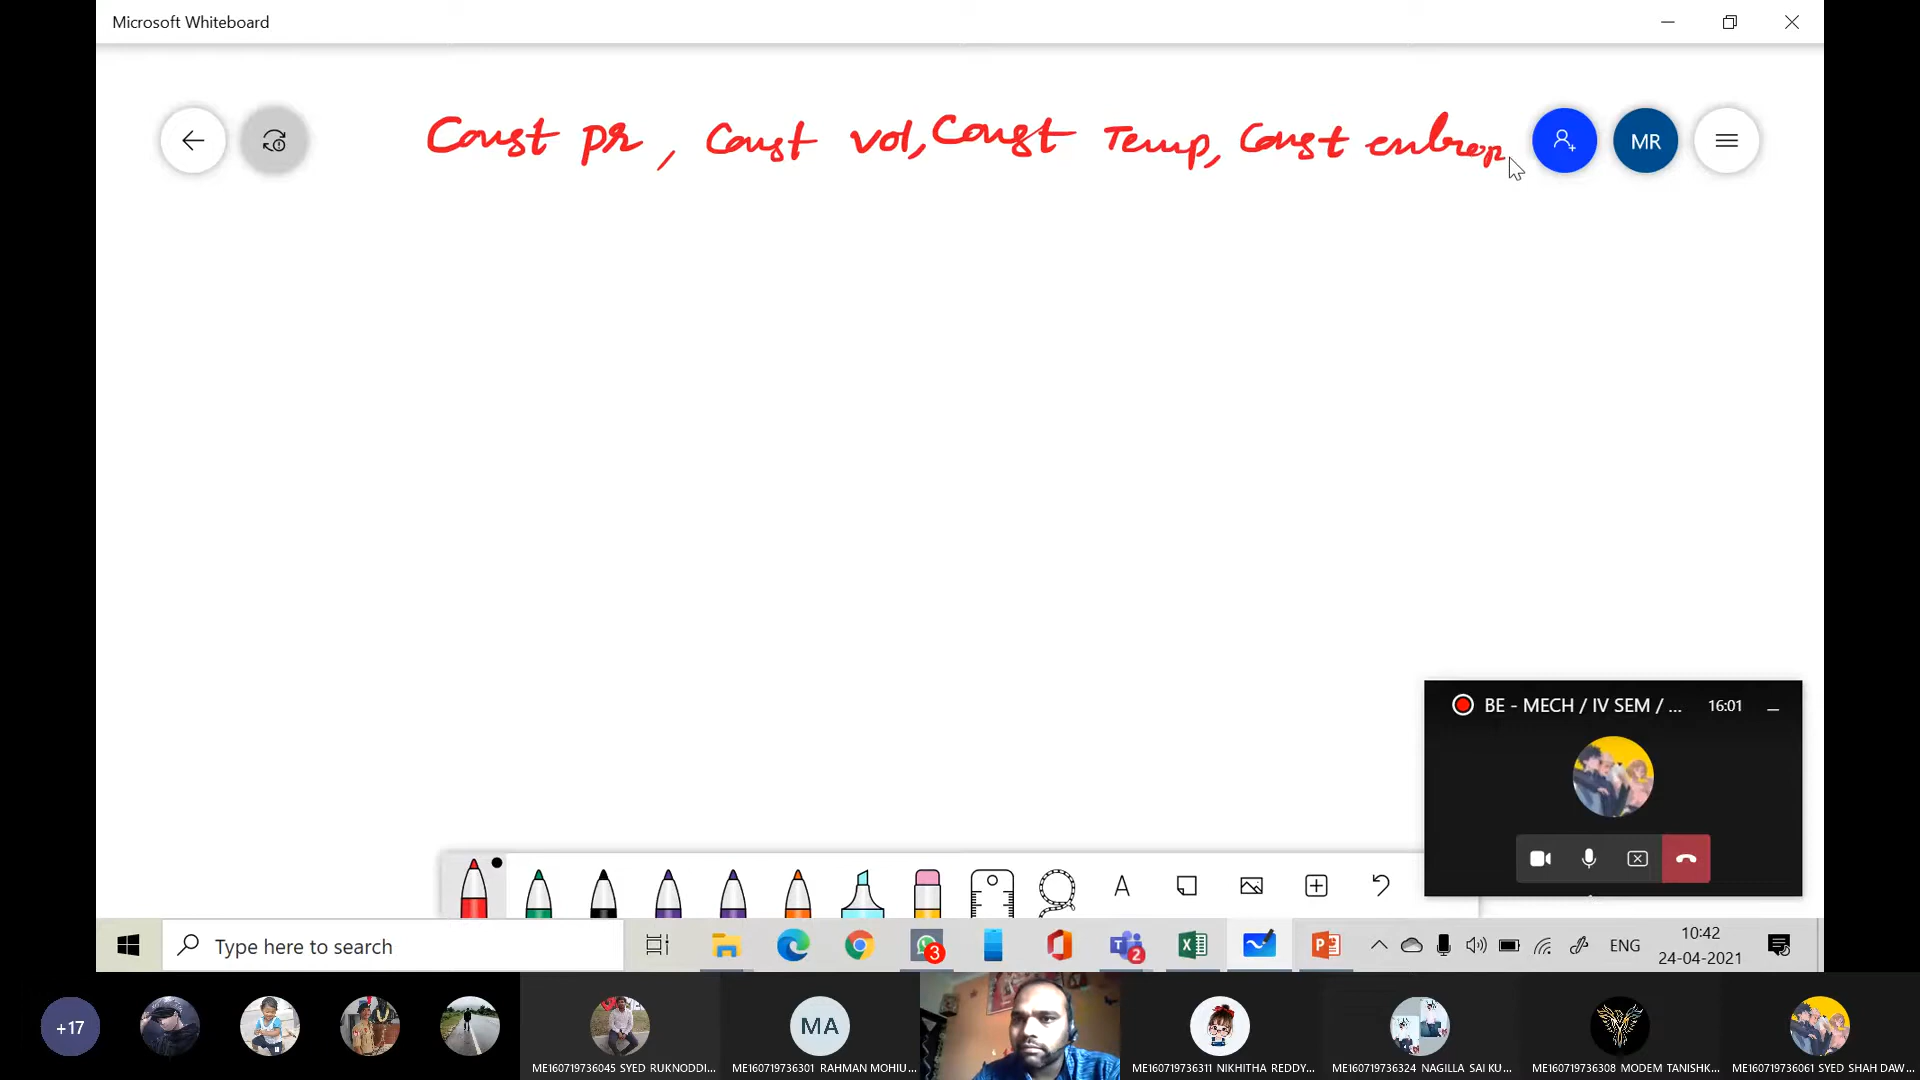 Microsoft Whiteboard
Const pr, Const vol, Const Temp, Const entrop
MR
BE - MECH / IV SEM / ... 16:01
A
Type here to search
3
2
ENG
10:42
24-04-2021
+17
MA
ME160719736045 SYED RUKNODDI...
ME160719736301 RAHMAN MOHIU...
ME160719736311 NIKHITHA REDDY...
ME160719736324 NAGILLA SAI KU...
ME160719736308 MODEM TANISHK...
ME160719736061 SYED SHAH DAW...